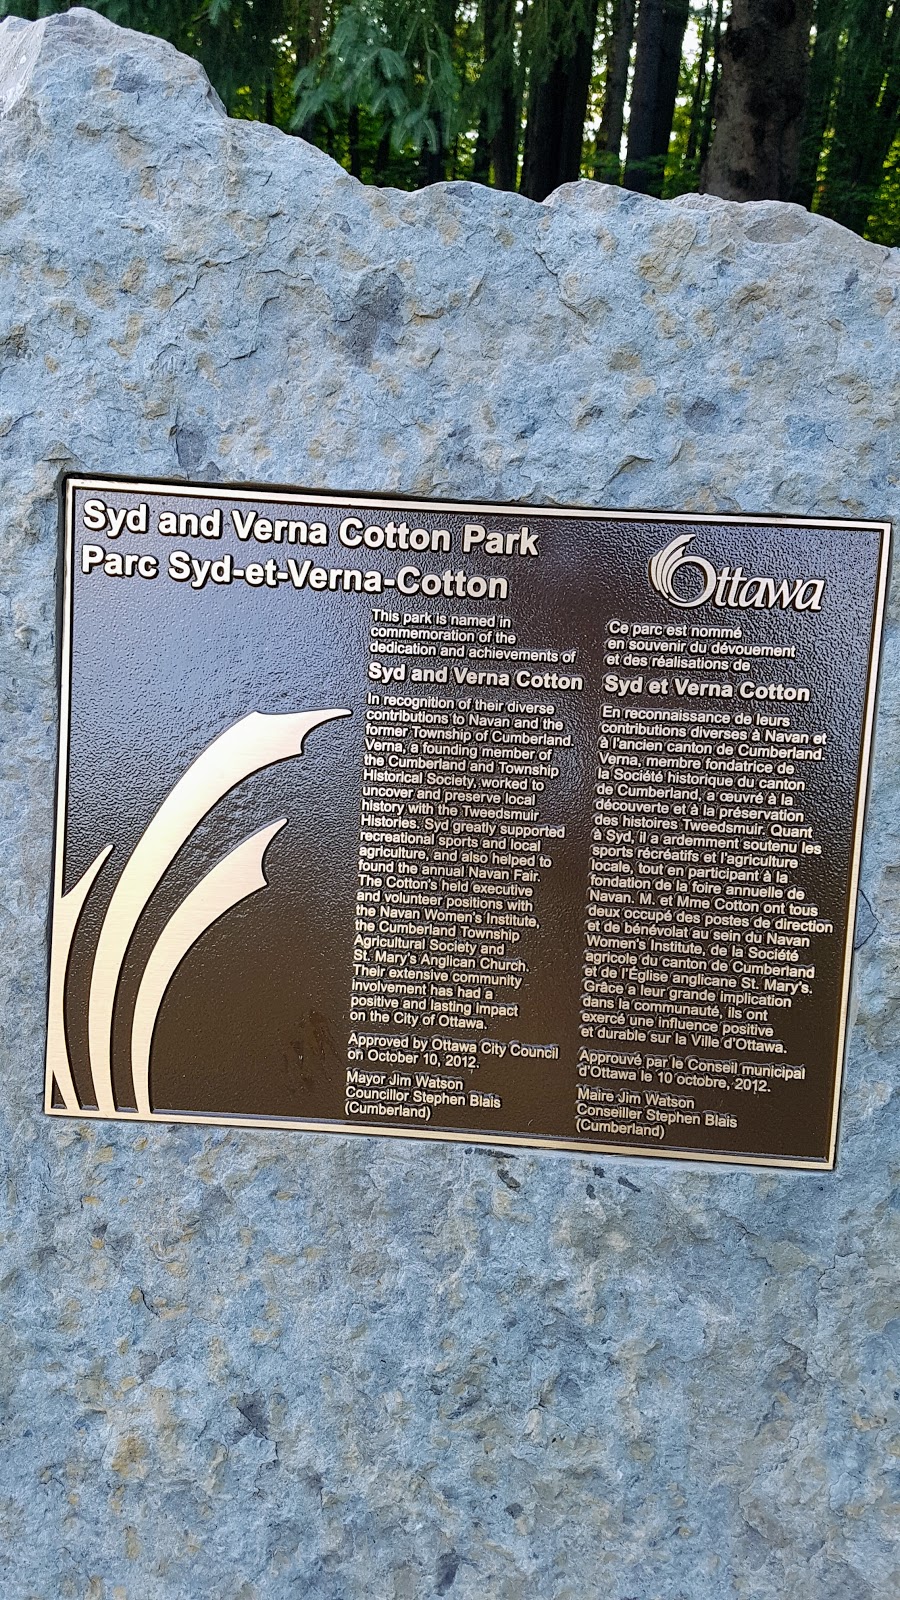 Syd and Verna Cotton Park
Parc Syd-et-Verna-Cotton
Ottawa
This park is named in
commemoration of the
dedication and achievements of
Syd and Verna Cotton
In recognition of their diverse
contributions to Navan and the
former Township of Cumberland.
Verna, a founding member of
the Cumberland and Township
Historical Society, worked to
uncover and preserve local
history with the Tweedsmuir
Histories. Syd greatly supported
recreational sports and local
agriculture, and also helped to
found the annual Navan Fair.
The Cotton's held executive
and volunteer positions with
the Navan Women's Institute,
the Cumberland Township
Agricultural Society and
St. Mary's Anglican Church.
Their extensive community
involvement has had a
positive and lasting impact
on the City of Ottawa.
Approved by Ottawa City Council
on October 10, 2012.
Mayor Jim Watson
Councillor Stephen Blais
(Cumberland)
Ce parc est nommé
en souvenir du dévouement
et des réalisations de
Syd et Verna Cotton
En reconnaissance de leurs
contributions diverses à Navan et
à l'ancien canton de Cumberland.
Verna, membre fondatrice de
la Société historique du canton
de Cumberland, a œuvré à la
découverte et à la préservation
des histoires Tweedsmuir. Quant
à Syd, il a ardemment soutenu les
sports récréatifs et l'agriculture
locale, tout en participant à la
fondation de la foire annuelle de
Navan. M. et Mme Cotton ont tous
deux occupé des postes de direction
et de bénévolat au sein du Navan
Women's Institute, de la Société
agricole du canton de Cumberland
et de l'Église anglicane St. Mary's.
Grâce à leur grande implication
dans la communauté, ils ont
exercé une influence positive
et durable sur la Ville d'Ottawa.
Approuvé par le Conseil municipal
d'Ottawa le 10 octobre, 2012.
Maire Jim Watson
Conseiller Stephen Blais
(Cumberland)